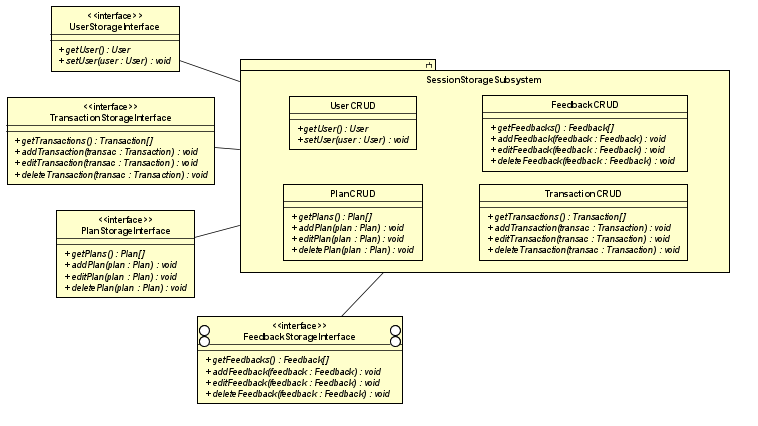 <<interface>>
UserStorageInterface
+ getUser() : User
+ setUser(user : User) : void
<<interface>>
TransactionStorageInterface
+ getTransactions() : Transaction[]
+ addTransaction(transac : Transaction) : void
+ editTransaction(transac : Transaction) : void
+ deleteTransaction(transac : Transaction) : void
<<interface>>
PlanStorageInterface
+ getPlans() : Plan[]
+ addPlan(plan : Plan) : void
+ editPlan(plan : Plan) : void
+ deletePlan(plan : Plan) : void
SessionStorageSubsystem
UserCRUD
+ getUser() : User
+ setUser(user : User) : void
FeedbackCRUD
+ getFeedbacks() : Feedback[]
+ addFeedback(feedback : Feedback) : void
+ editFeedback(feedback : Feedback) : void
+ deleteFeedback(feedback : Feedback) : void
PlanCRUD
+ getPlans() : Plan[]
+ addPlan(plan : Plan) : void
+ editPlan(plan : Plan) : void
+ deletePlan(plan : Plan) : void
TransactionCRUD
+ getTransactions() : Transaction[]
+ addTransaction(transac : Transaction) : void
+ editTransaction(transac : Transaction) : void
+ deleteTransaction(transac : Transaction) : void
<<interface>>
FeedbackStorageInterface
+ getFeedbacks() : Feedback[]
+ addFeedback(feedback : Feedback) : void
+ editFeedback(feedback : Feedback) : void
+ deleteFeedback(feedback : Feedback) : void